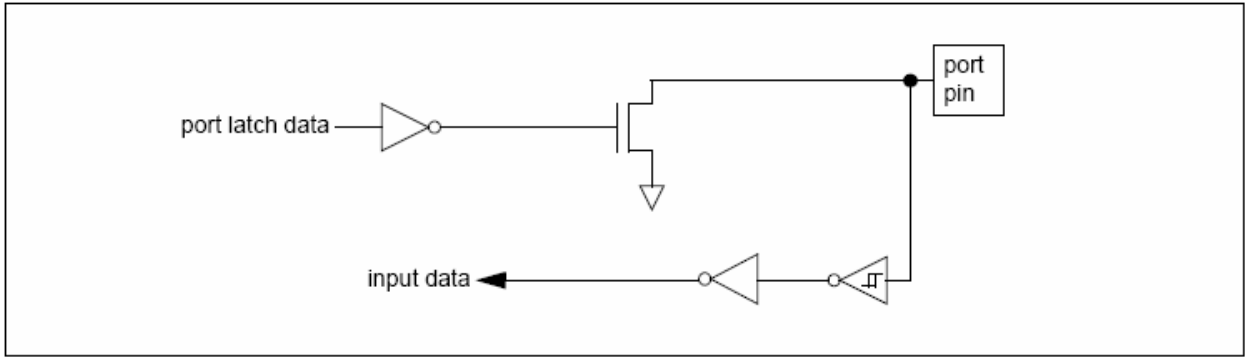 port
pin
port latch data
input data